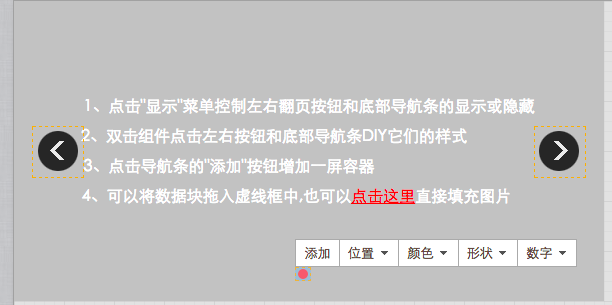 1、点击"显示"菜单控制左右翻页按钮和底部导航条的显示或隐藏
2、双击组件点击左右按钮和底部导航条DIY它们的样式
3、点击导航条的"添加"按钮增加一屏容器
4、可以将数据块拖入虚线框中,也可以点击这里直接填充图片
添加 位置 颜色 形状 数字